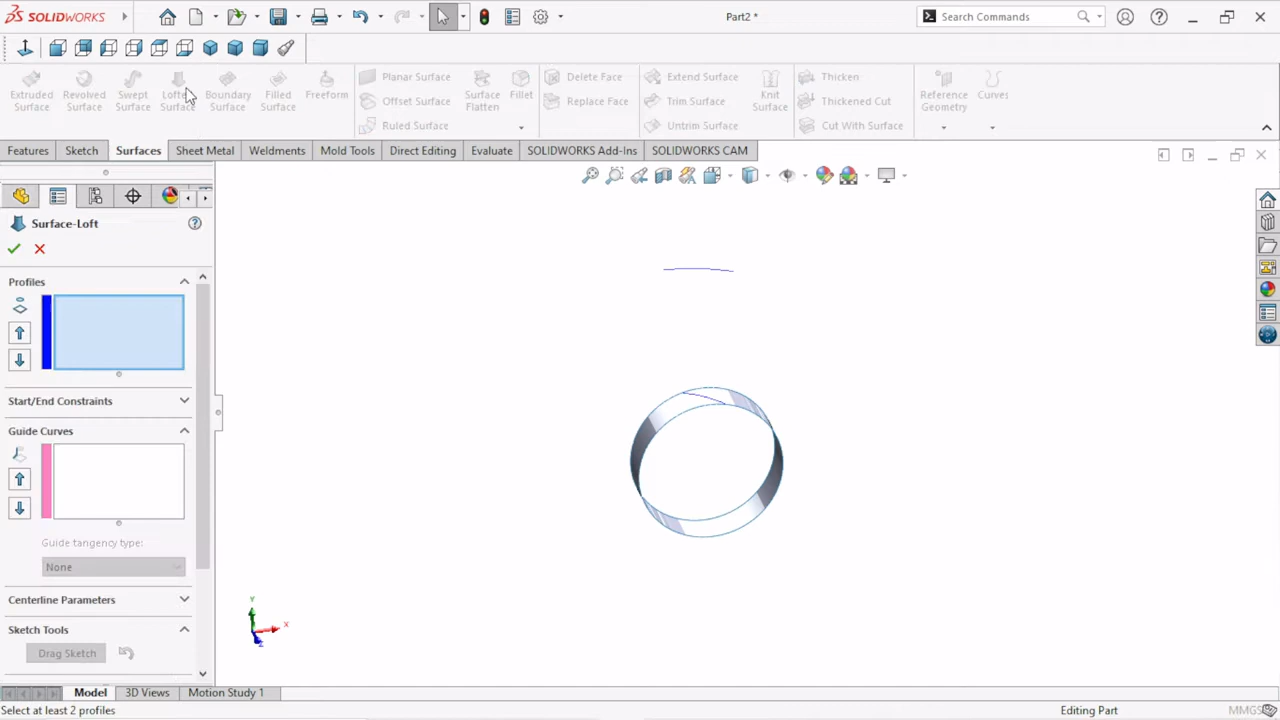 SOLIDWORKS
Part2 *
Search Commands
Extruded Surface
Revolved Surface
Swept Surface
Surface
Boundary Surface
Filled Surface
Freeform
Planar Surface
Offset Surface
Ruled Surface
Surface Flatten
Fillet
Delete Face
Replace Face
Extend Surface
Trim Surface
Untrim Surface
Knit Surface
Thicken
Thickened Cut
Cut With Surface
Reference Geometry
Curves
Features
Sketch
Surfaces
Sheet Metal
Weldments
Mold Tools
Direct Editing
Evaluate
SOLIDWORKS Add-Ins
SOLIDWORKS CAM
Surface-Loft
Profiles
Start/End Constraints
Guide Curves
Guide tangency type:
None
Centerline Parameters
Sketch Tools
Drag Sketch
Y
X
Z
Model
3D Views
Motion Study 1
Select at least 2 profiles
Editing Part